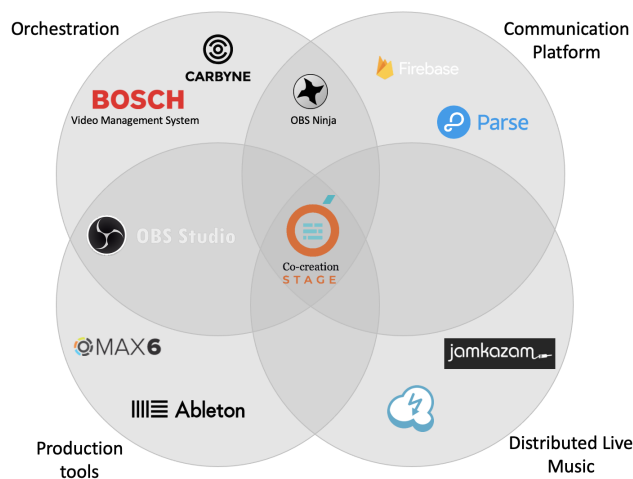 Orchestration
Communication
Platform
CARBYNE
BOSCH
Video Management System
OBS Ninja
Firebase
Parse
OBS Studio
Co-creation
STAGE
MAX6
jamkazam
Ableton
Production
tools
Distributed Live
Music